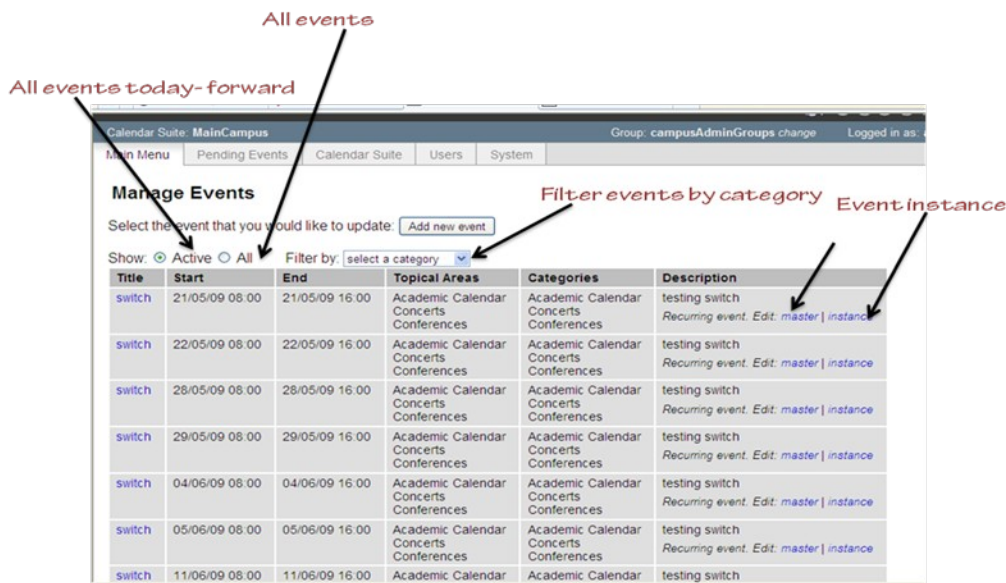 All events
All events today-forward
Calendar Suite: MainCampus Group: campusAdminGroups change Logged in as:
Main Menu Pending Events Calendar Suite Users System
Manage Events
Filter events by category
Event instance
Select the event that you would like to update: Add new event
Show: Active All Filter by: select a category
Title Start End Topical Areas Categories Description
switch 21/05/09 08:00 21/05/09 16:00 Academic Calendar Academic Calendar testing switch
Concerts Concerts
Recurring event. Edit: master | instance
Conferences Conferences
switch 22/05/09 08:00 22/05/09 16:00 Academic Calendar Academic Calendar testing switch
Concerts Concerts
Recurring event. Edit: master | instance
Conferences Conferences
switch 28/05/09 08:00 28/05/09 16:00 Academic Calendar Academic Calendar testing switch
Concerts Concerts
Recurring event. Edit: master | instance
Conferences Conferences
switch 29/05/09 08:00 29/05/09 16:00 Academic Calendar Academic Calendar testing switch
Concerts Concerts
Recurring event. Edit: master | instance
Conferences Conferences
switch 04/06/09 08:00 04/06/09 16:00 Academic Calendar Academic Calendar testing switch
Concerts Concerts
Recurring event. Edit: master | instance
Conferences Conferences
switch 05/06/09 08:00 05/06/09 16:00 Academic Calendar Academic Calendar testing switch
Concerts Concerts
Recurring event. Edit: master | instance
Conferences Conferences
switch 11/06/09 08:00 11/06/09 16:00 Academic Calendar Academic Calendar testing switch